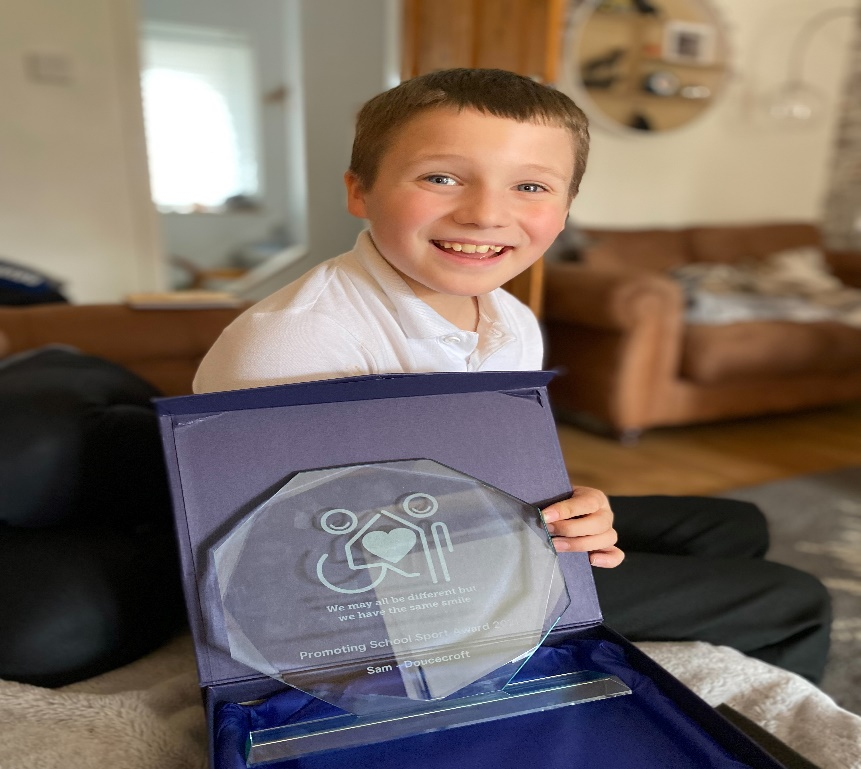 We may all be different but
we have the same smile
Promoting School Sport Award
Sam - Doucecroft